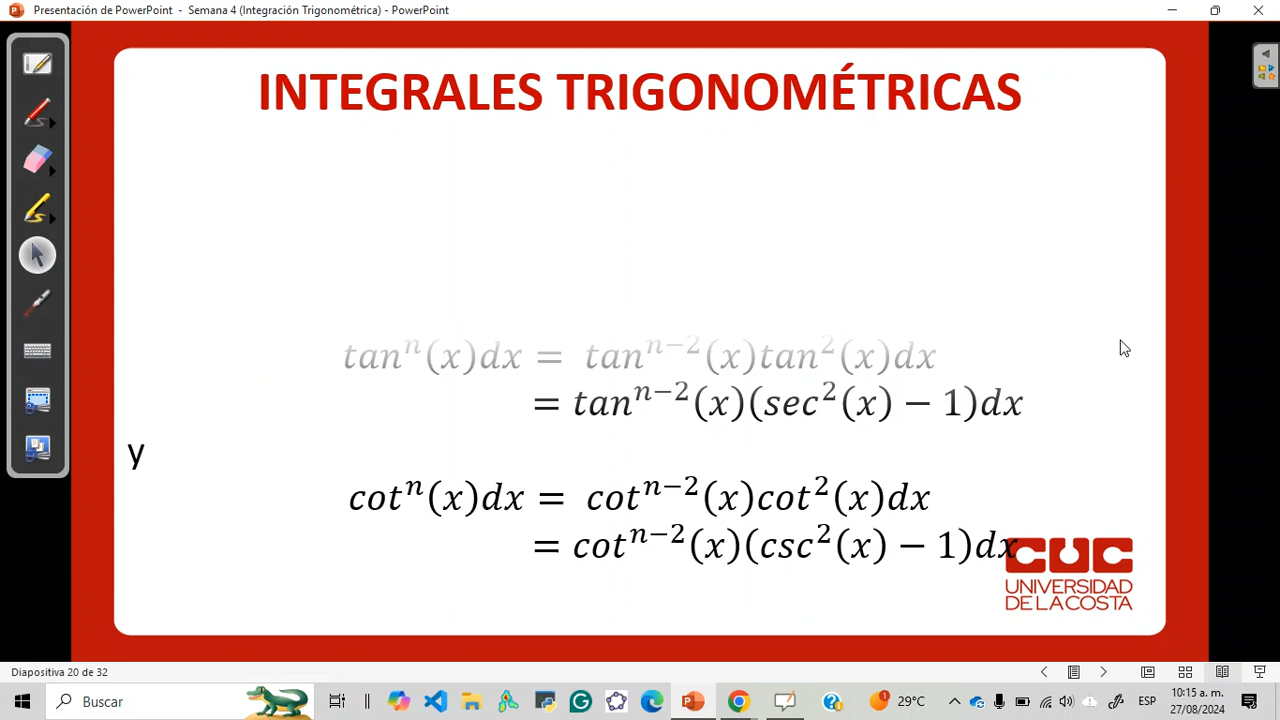 Presentación de PowerPoint - Semana 4 (Integración Trigonométrica) - PowerPoint
INTEGRALES TRIGONOMÉTRICAS
tanⁿ(x)dx = tanⁿ⁻²(x)tan²(x)dx
= tanⁿ⁻²(x)(sec²(x) − 1)dx
y
cotⁿ(x)dx = cotⁿ⁻²(x)cot²(x)dx
= cotⁿ⁻²(x)(csc²(x) − 1)dx
CUC
UNIVERSIDAD
DE LA COSTA
Diapositiva 20 de 32
Buscar
1
29°C
ESP
10:15 a. m.
27/08/2024